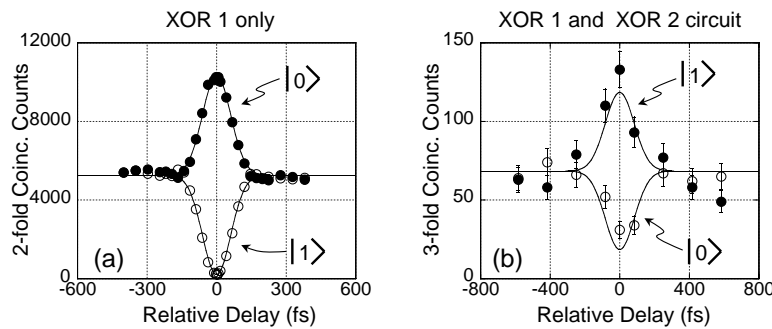 XOR 1 only
2-fold Coinc. Counts
12000
8000
4000
0
|0⟩
|1⟩
(a)
-600 -300 0 300 600
Relative Delay (fs)
XOR 1 and XOR 2 circuit
3-fold Coinc. Counts
150
100
50
0
|1⟩
|0⟩
(b)
-800 -400 0 400 800
Relative Delay (fs)